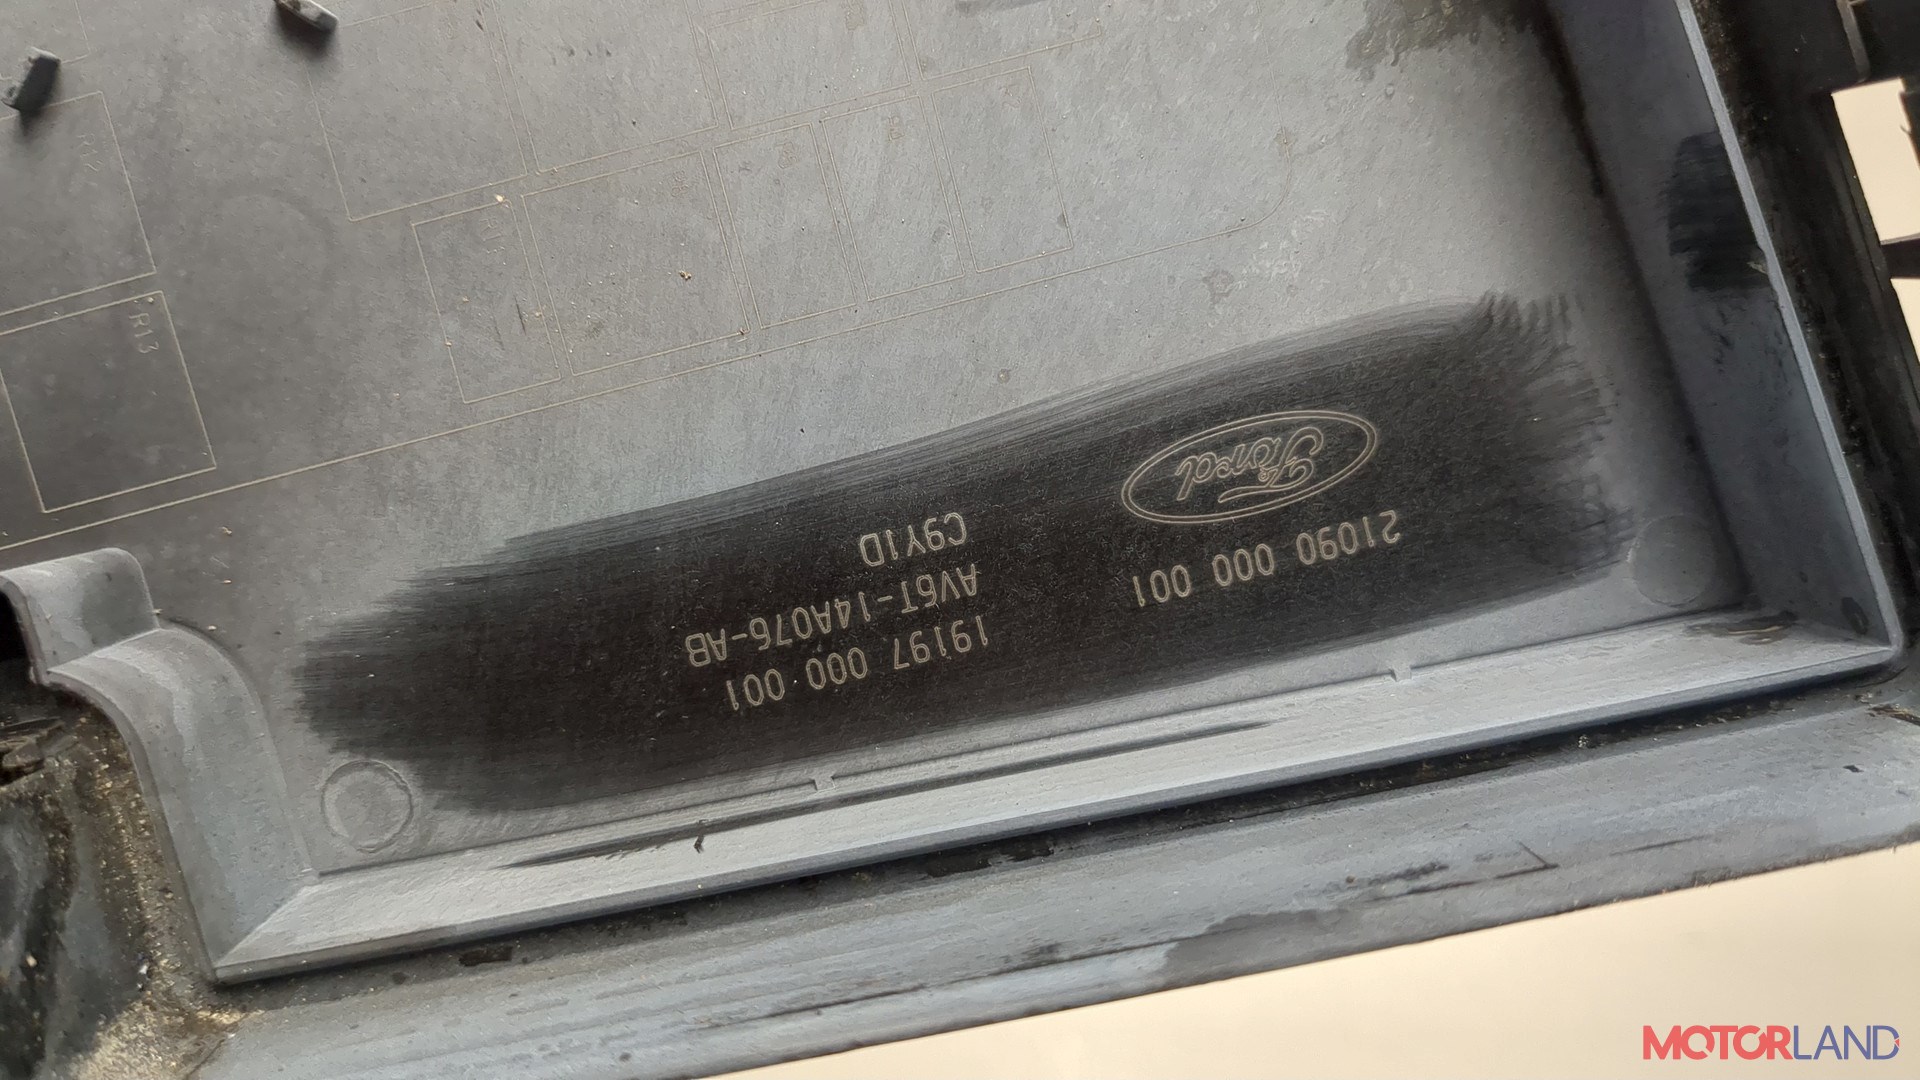 21090 000 001
Ford
19197 000 001
AV6T-14A076-AB
C9Y1D
R13
MOTORLAND